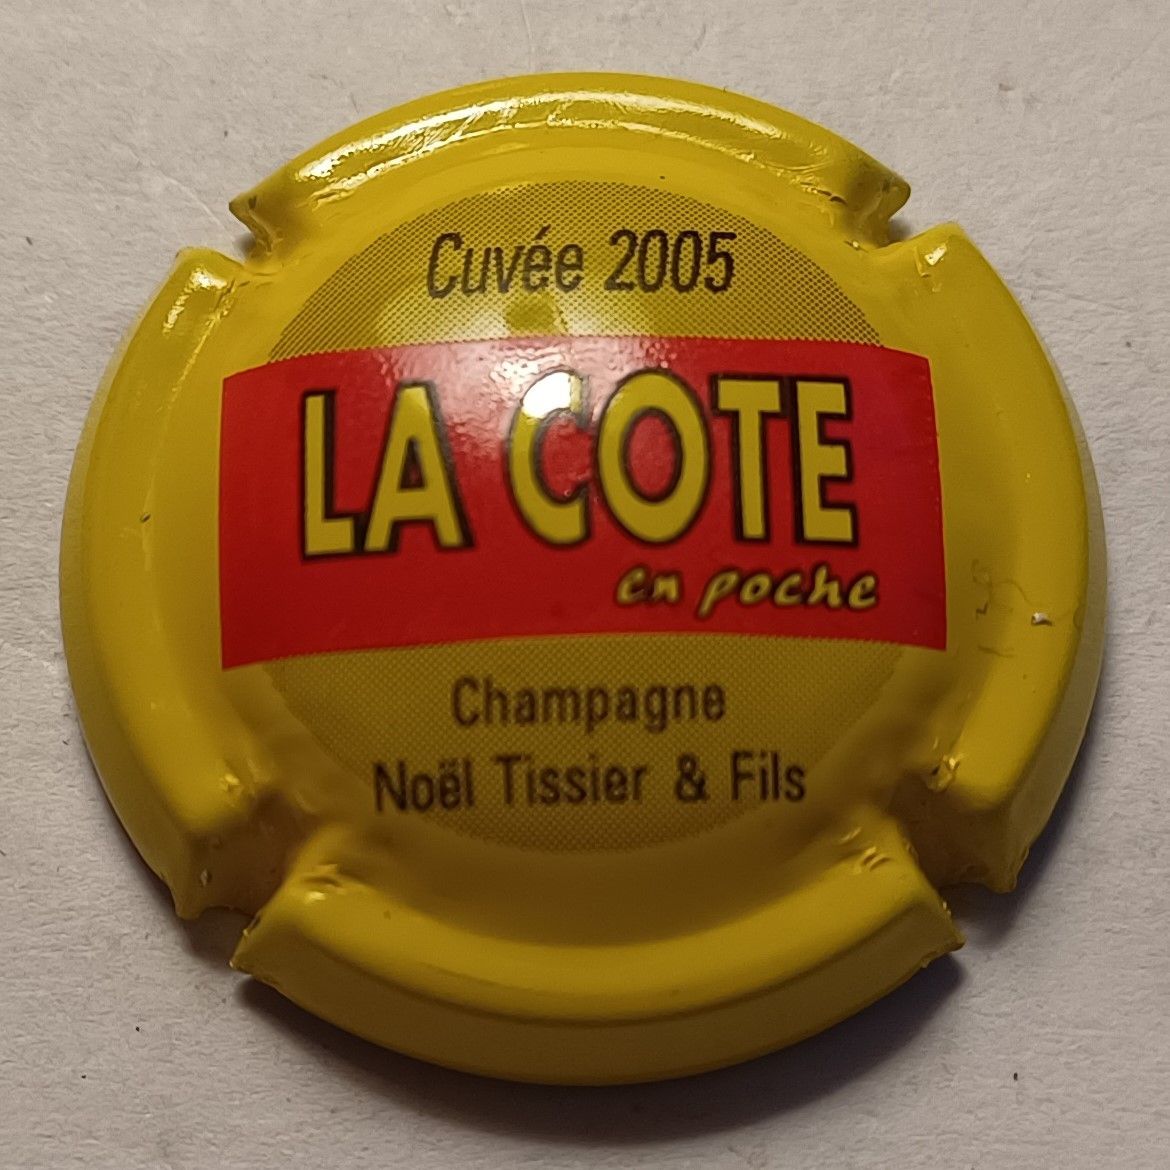 Cuvée 2005
LA COTE
en poche
Champagne
Noël Tissier & Fils